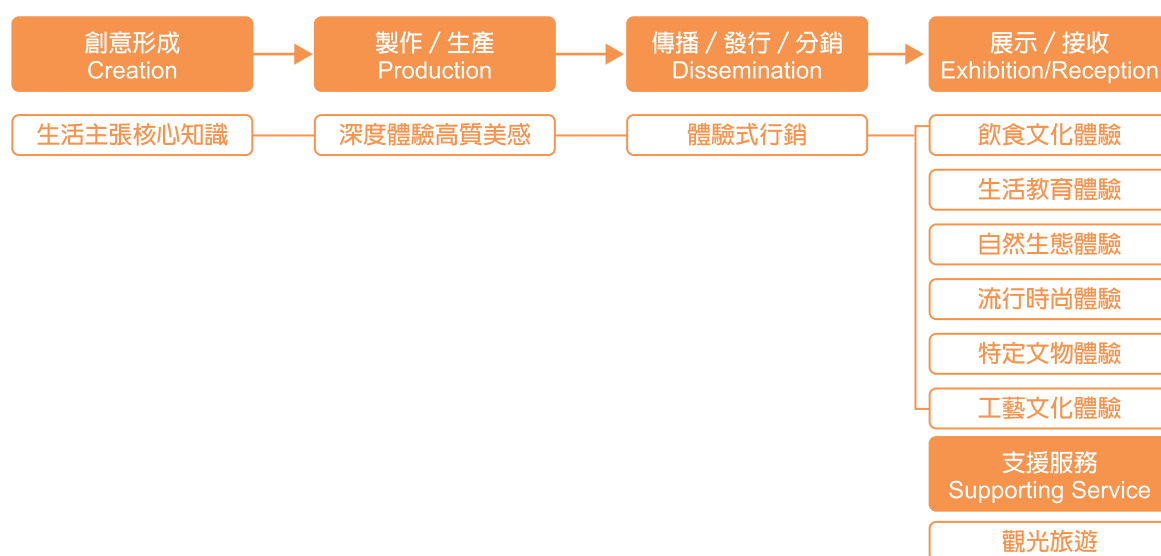 創意形成
Creation
製作 / 生產
Production
傳播 / 發行 / 分銷
Dissemination
展示 / 接收
Exhibition/Reception
生活主張核心知識
深度體驗高質美感
體驗式行銷
飲食文化體驗
生活教育體驗
自然生態體驗
流行時尚體驗
特定文物體驗
工藝文化體驗
支援服務
Supporting Service
觀光旅遊